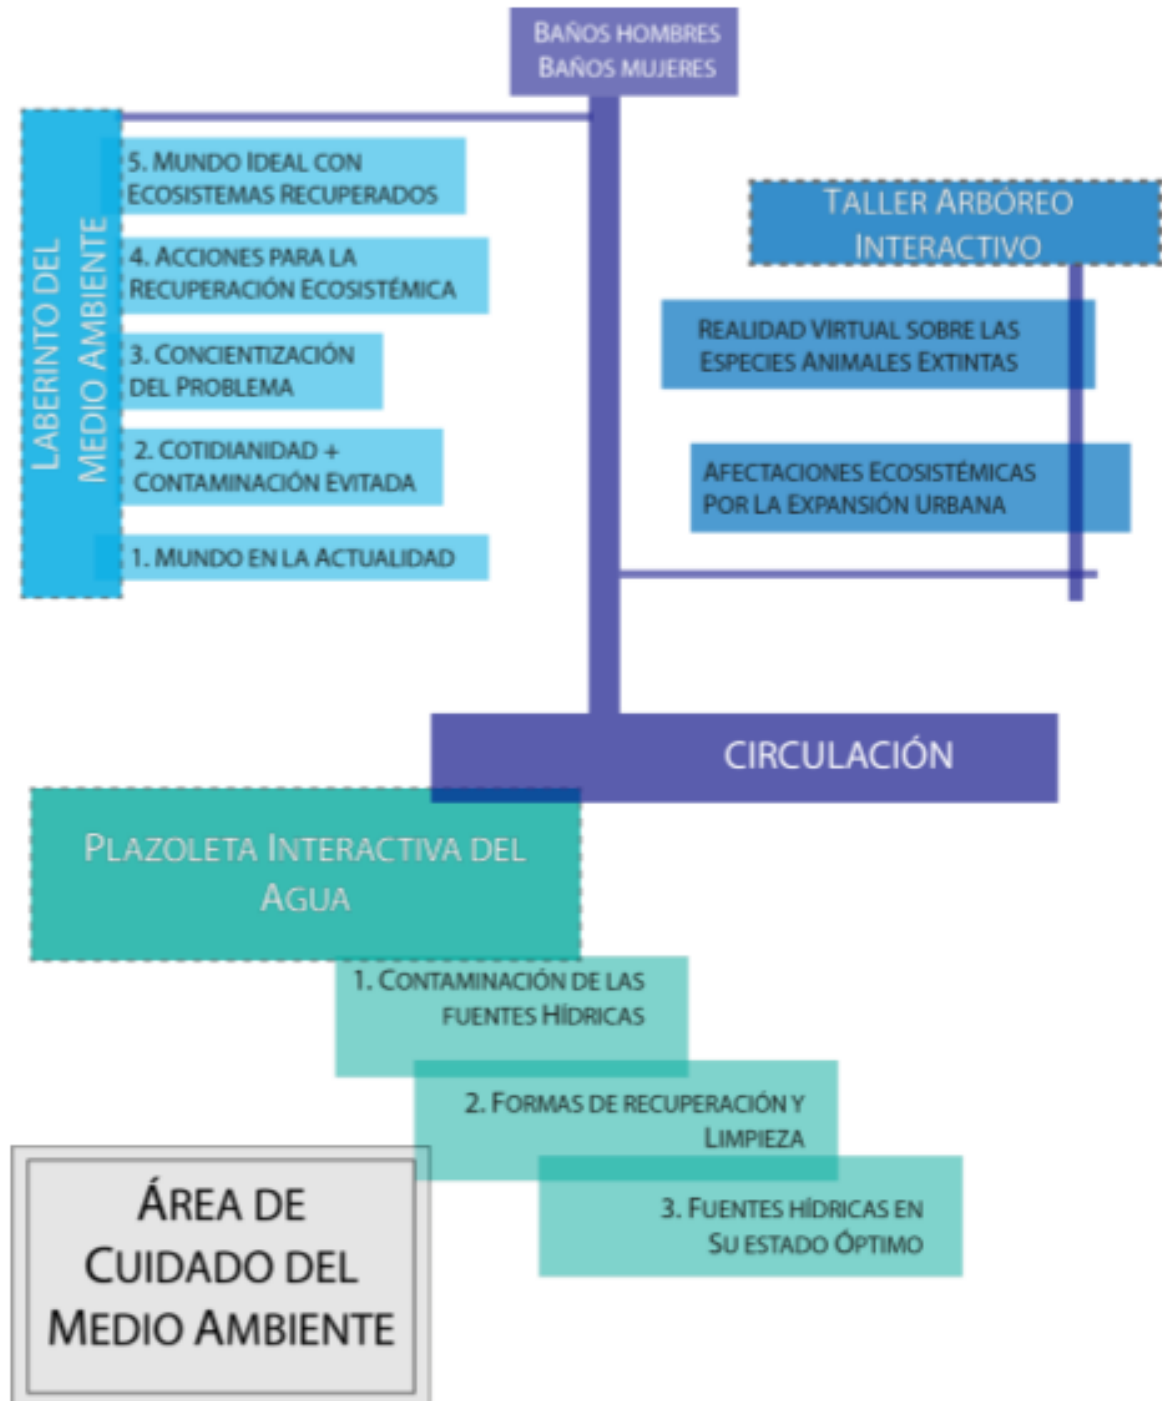 BAÑOS HOMBRES
BAÑOS MUJERES
LABERINTO DEL
MEDIO AMBIENTE
5. MUNDO IDEAL CON
ECOSISTEMAS RECUPERADOS
4. ACCIONES PARA LA
RECUPERACIÓN ECOSISTÉMICA
3. CONCIENTIZACIÓN
DEL PROBLEMA
2. COTIDIANIDAD +
CONTAMINACIÓN EVITADA
1. MUNDO EN LA ACTUALIDAD
TALLER ARBÓREO
INTERACTIVO
REALIDAD VIRTUAL SOBRE LAS
ESPECIES ANIMALES EXTINTAS
AFECTACIONES ECOSISTÉMICAS
POR LA EXPANSIÓN URBANA
CIRCULACIÓN
PLAZOLETA INTERACTIVA DEL
AGUA
1. CONTAMINACIÓN DE LAS
FUENTES HÍDRICAS
2. FORMAS DE RECUPERACIÓN Y
LIMPIEZA
3. FUENTES HÍDRICAS EN
SU ESTADO ÓPTIMO
ÁREA DE
CUIDADO DEL
MEDIO AMBIENTE